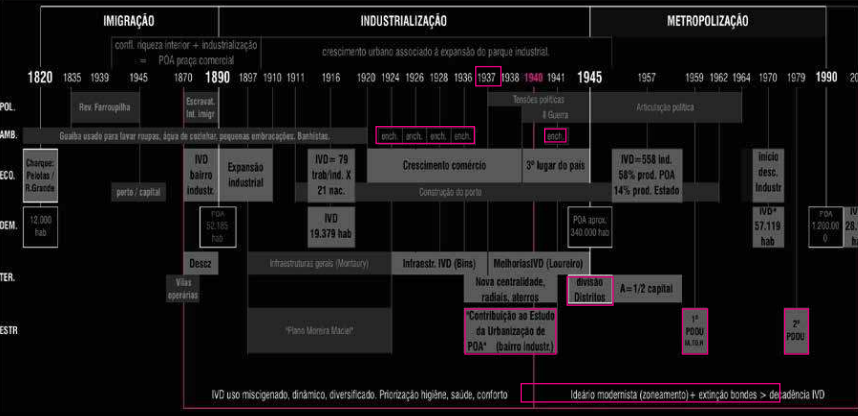 IMIGRAÇÃO INDUSTRIALIZAÇÃO METROPOLIZAÇÃO
confl. riqueza interior + industrialização
= POA praça comercial
crescimento urbano associado à expansão do parque industrial.
1820 1835 1939 1945 1870 1890 1897 1910 1911 1916 1920 1924 1926 1928 1936 1937 1938 1940 1941 1945 1957 1959 1962 1964 1970 1979 1990
POL.
Rev. Farroupilha
Escravat.
Int. imigr
Tensões políticas
II Guerra
Articulação política
AMB.
Guaíba usado para lavar roupas, água de cozinhar, pequenas embracações. Banhistas.
ench. ench. ench. ench. ench.
ECO.
Charque:
Pelotas /
R.Grande
porto / capital
IVD
bairro
industr.
Expansão
industrial
IVD= 79
trab/ind. X
21 nac.
Crescimento comércio
3º lugar do país
Construção do porto
IVD=558 Ind.
58% prod. POA
14% prod. Estado
início
desc.
Industr
DEM.
12.000
hab
POA
52.185
hab
IVD
19.379 hab
POA aprox.
340.000 hab
IVD*
57.119
hab
POA
28.
hab
TER.
Descz
Vilas
operárias
Infraestruturas gerais (Montaury)
Infraestr. IVD (Bins)
MelhoriasIVD (Loureiro)
Nova centralidade,
radiais, aterros
divisão
Distritos
A=1/2 capital
ESTR
"Plano Moreira Maciel"
"Contribuição ao Estudo
da Urbanização de
POA" (bairro industr.)
1º
PDDU
2º
PDDU
IVD uso miscigenado, dinâmico, diversificado. Priorização higiêne, saúde, conforto
Ideário modernista (zoneamento)+ extinção bondes > decadência IVD